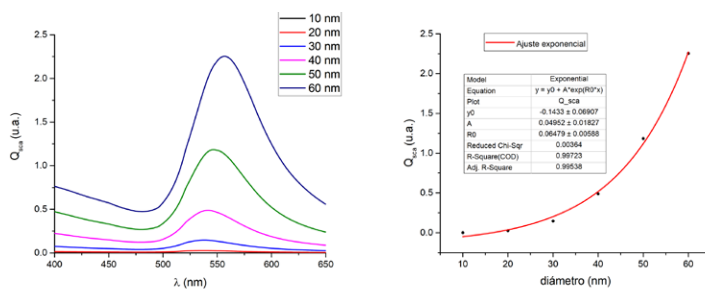 10 nm
20 nm
30 nm
40 nm
50 nm
60 nm
2.5
2.0
1.5
1.0
0.5
0.0
Q_sca (u.a.)
400 450 500 550 600 650
λ (nm)
Ajuste exponencial
Model Exponential
Equation y = y0 + A*exp(R0*x)
Plot Q_sca
y0 -0.1433 ± 0.06907
A 0.04952 ± 0.01827
R0 0.06479 ± 0.00588
Reduced Chi-Sqr 0.00364
R-Square(COD) 0.99723
Adj. R-Square 0.99538
2.5
2.0
1.5
1.0
0.5
0.0
Q_sca (u.a.)
10 20 30 40 50 60
diámetro (nm)